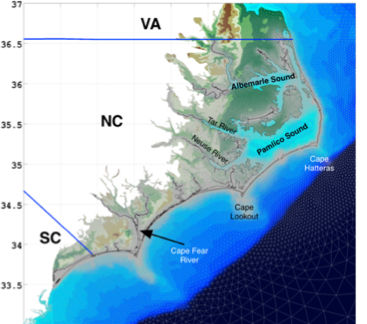 37
VA
36.5
Albemarle Sound
36
NC
Tar River
35.5
Pamlico Sound
Neuse River
Cape
Hatteras
35
Cape
Lookout
34.5
SC
34
Cape Fear
River
33.5